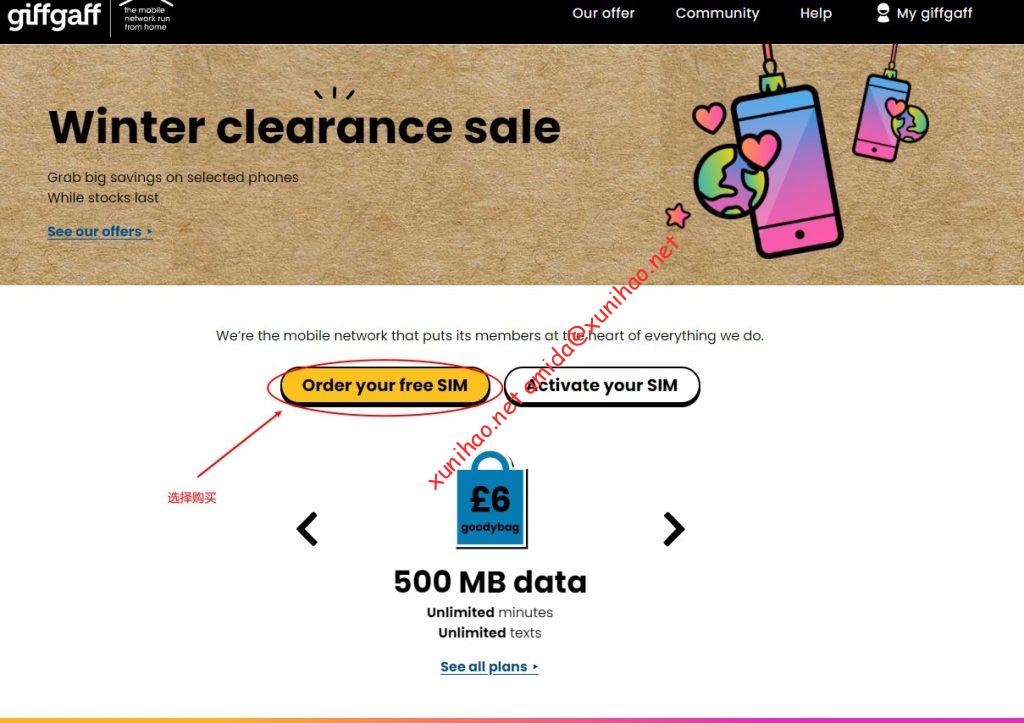 giffgaff
the mobile
network run
from home
Our offer
Community
Help
My giffgaff
Winter clearance sale
Grab big savings on selected phones
While stocks last
See our offers
We're the mobile network that puts its members at the heart of everything we do.
Order your free SIM
Activate your SIM
xunihao.net amida@xunihao.net
选择购买
£6
goodybag
500 MB data
Unlimited minutes
Unlimited texts
See all plans